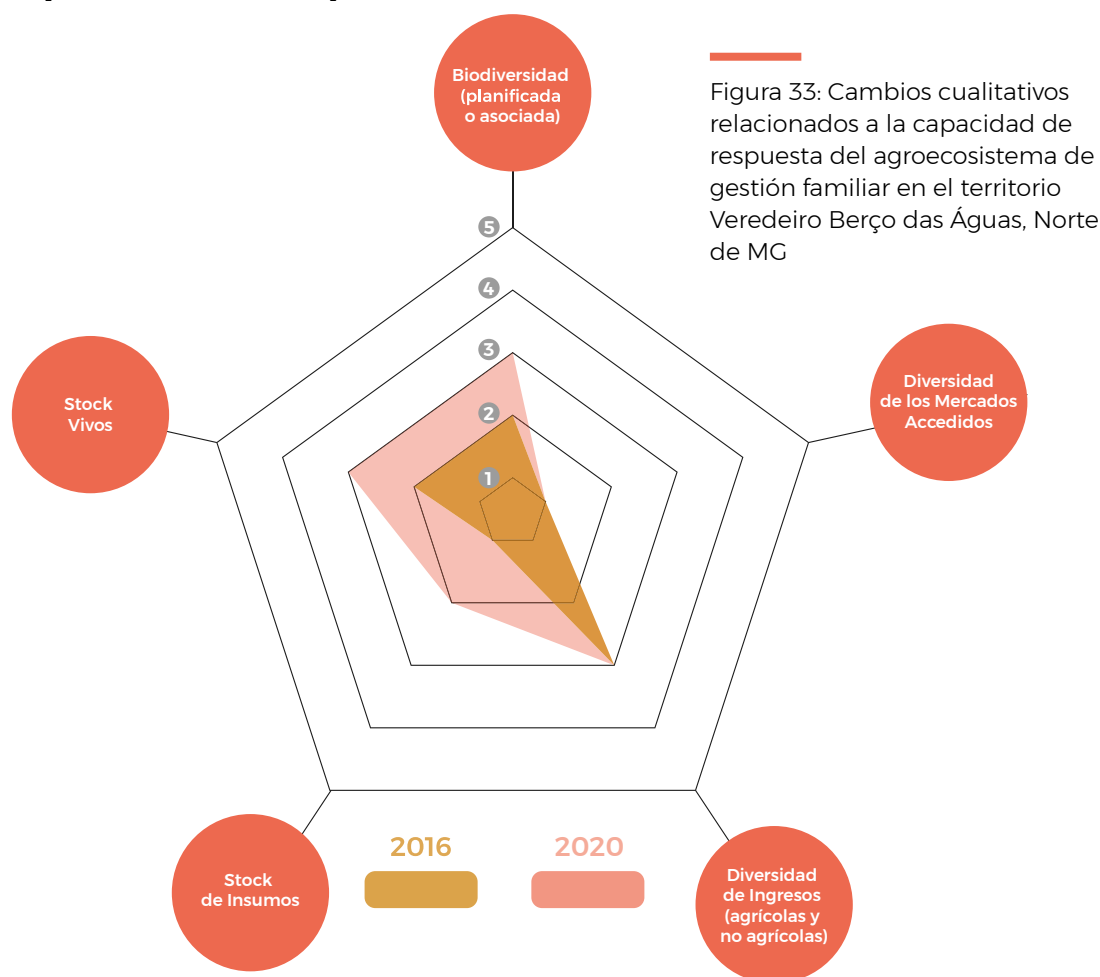 Biodiversidad
(planificada
o asociada)
Figura 33: Cambios cualitativos
relacionados a la capacidad de
respuesta del agroecosistema de
gestión familiar en el territorio
Veredeiro Berço das Águas, Norte
de MG
5
4
3
2
1
Stock
Vivos
Diversidad
de los Mercados
Accedidos
2016
2020
Stock
de Insumos
Diversidad
de Ingresos
(agrícolas y
no agrícolas)